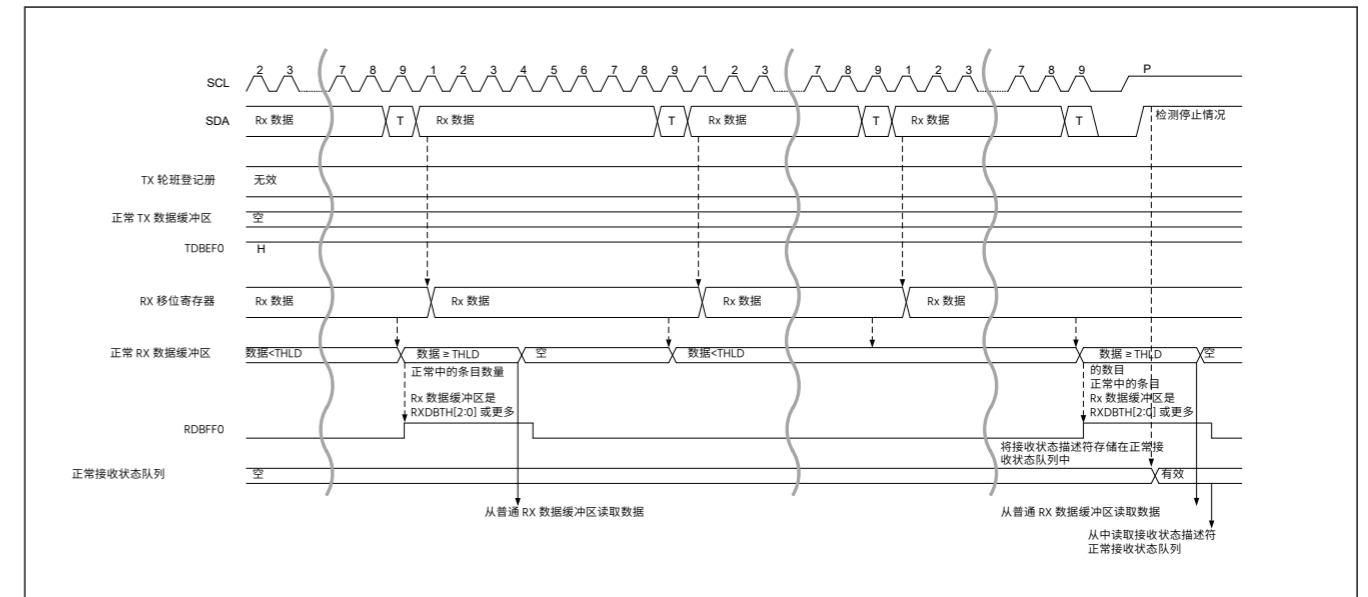 2 3 7 8 9 1 2 3 4 5 6 7 8 9 1 2 3 7 8 9 1 2 3 7 8 9 P
SCL
SDA Rx 数据 T Rx 数据 T Rx 数据 T Rx 数据 T 检测停止情况
TX 轮班登记册 无效
正常 TX 数据缓冲区 空
TDBEF0 H
RX 移位寄存器 Rx 数据 Rx 数据 Rx 数据 Rx 数据
正常 RX 数据缓冲区 数据<THLD 数据 ≥ THLD 空 数据<THLD 数据 ≥ THLD 空
正常中的条目数量
Rx 数据缓冲区是
RXDBTH[2:0] 或更多
的数目
正常中的条目
Rx 数据缓冲区是
RXDBTH[2:0] 或更多
RDBFF0
将接收状态描述符存储在正常接
收状态队列中
正常接收状态队列 空 有效
从普通 RX 数据缓冲区读取数据 从普通 RX 数据缓冲区读取数据
从中读取接收状态描述符
正常接收状态队列